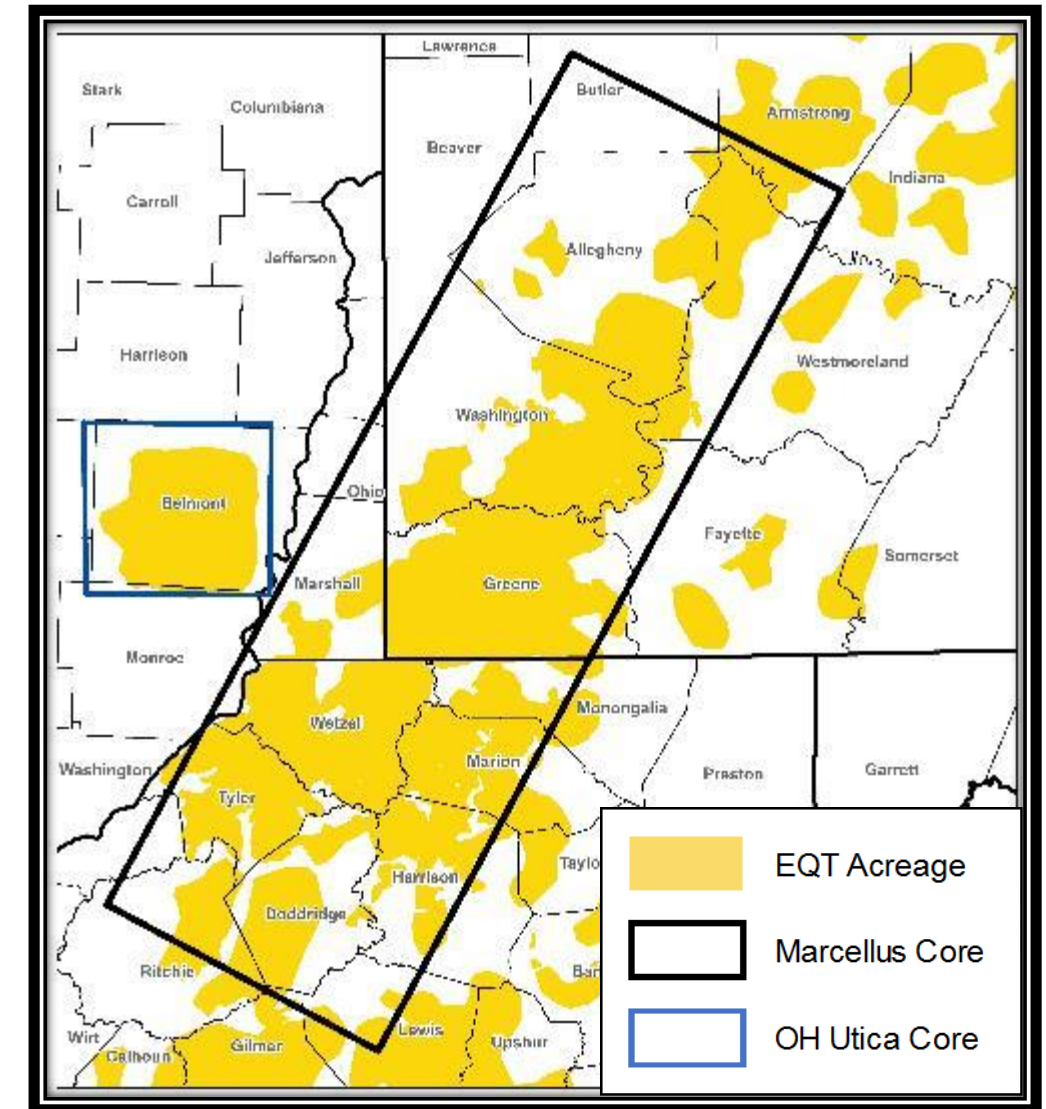 Lawrence
Stark
Butler
Columbiana
Armstrong
Beaver
Indiana
Carroll
Allegheny
Jefferson
Harrison
Westmoreland
Washington
Ohio
Belmont
Fayette
Somerset
Marshall
Greene
Monroe
Monongalia
Wetzel
Marion
Washington
Preston
Garrett
Tyler
Taylo
Harrison
Doddridge
Ritchie
Bar
Lewis
Wirt
Gilmer
Upshur
Calhoun
EQT Acreage
Marcellus Core
OH Utica Core